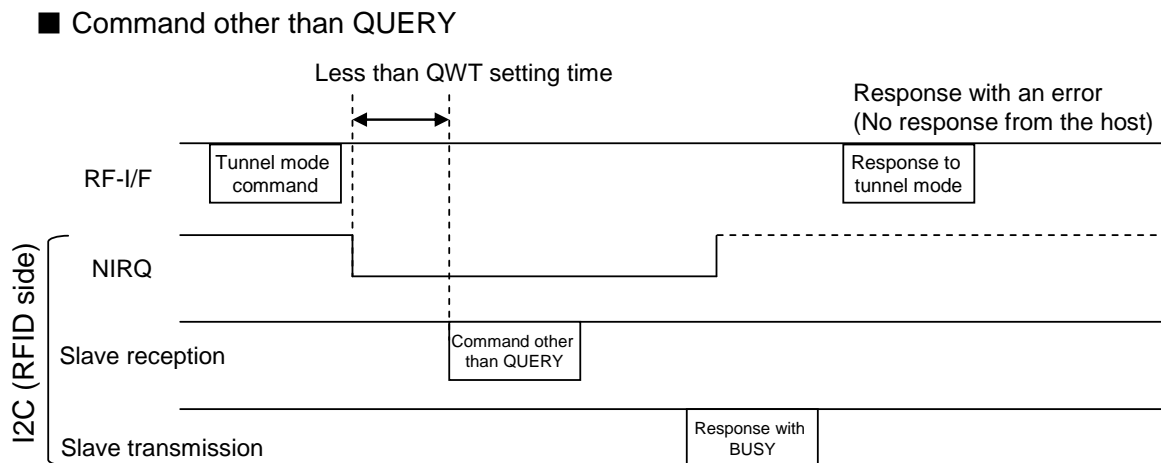 ■ Command other than QUERY
Less than QWT setting time
Response with an error
(No response from the host)
RF-I/F
Tunnel mode
command
Response to
tunnel mode
I2C (RFID side)
NIRQ
Slave reception
Command other
than QUERY
Slave transmission
Response with
BUSY